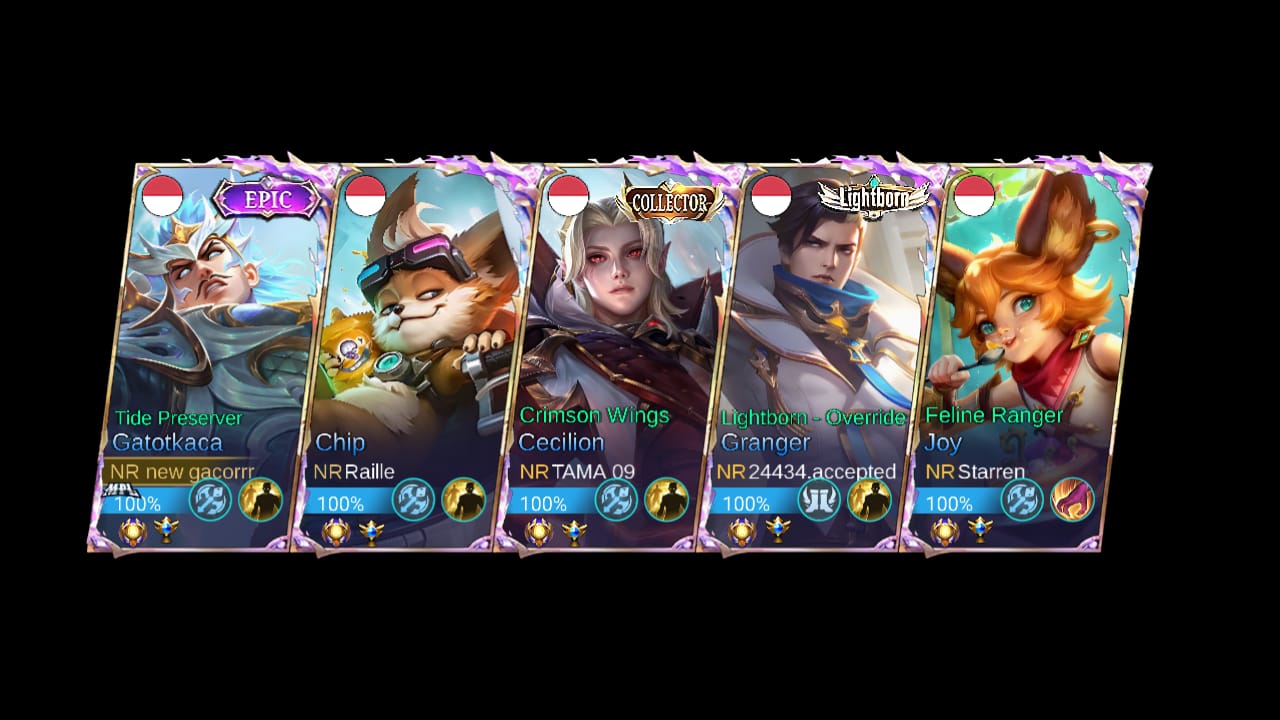 EPIC
Tide Preserver
Gatotkaca
NR new gacorrr
MPL
100%
Chip
NR Raille
100%
COLLECTOR
Crimson Wings
Cecilion
NR TAMA 09
100%
Lightborn
Lightborn - Override
Granger
NR 24434.accepted
100%
Feline Ranger
Joy
NR Starren
100%